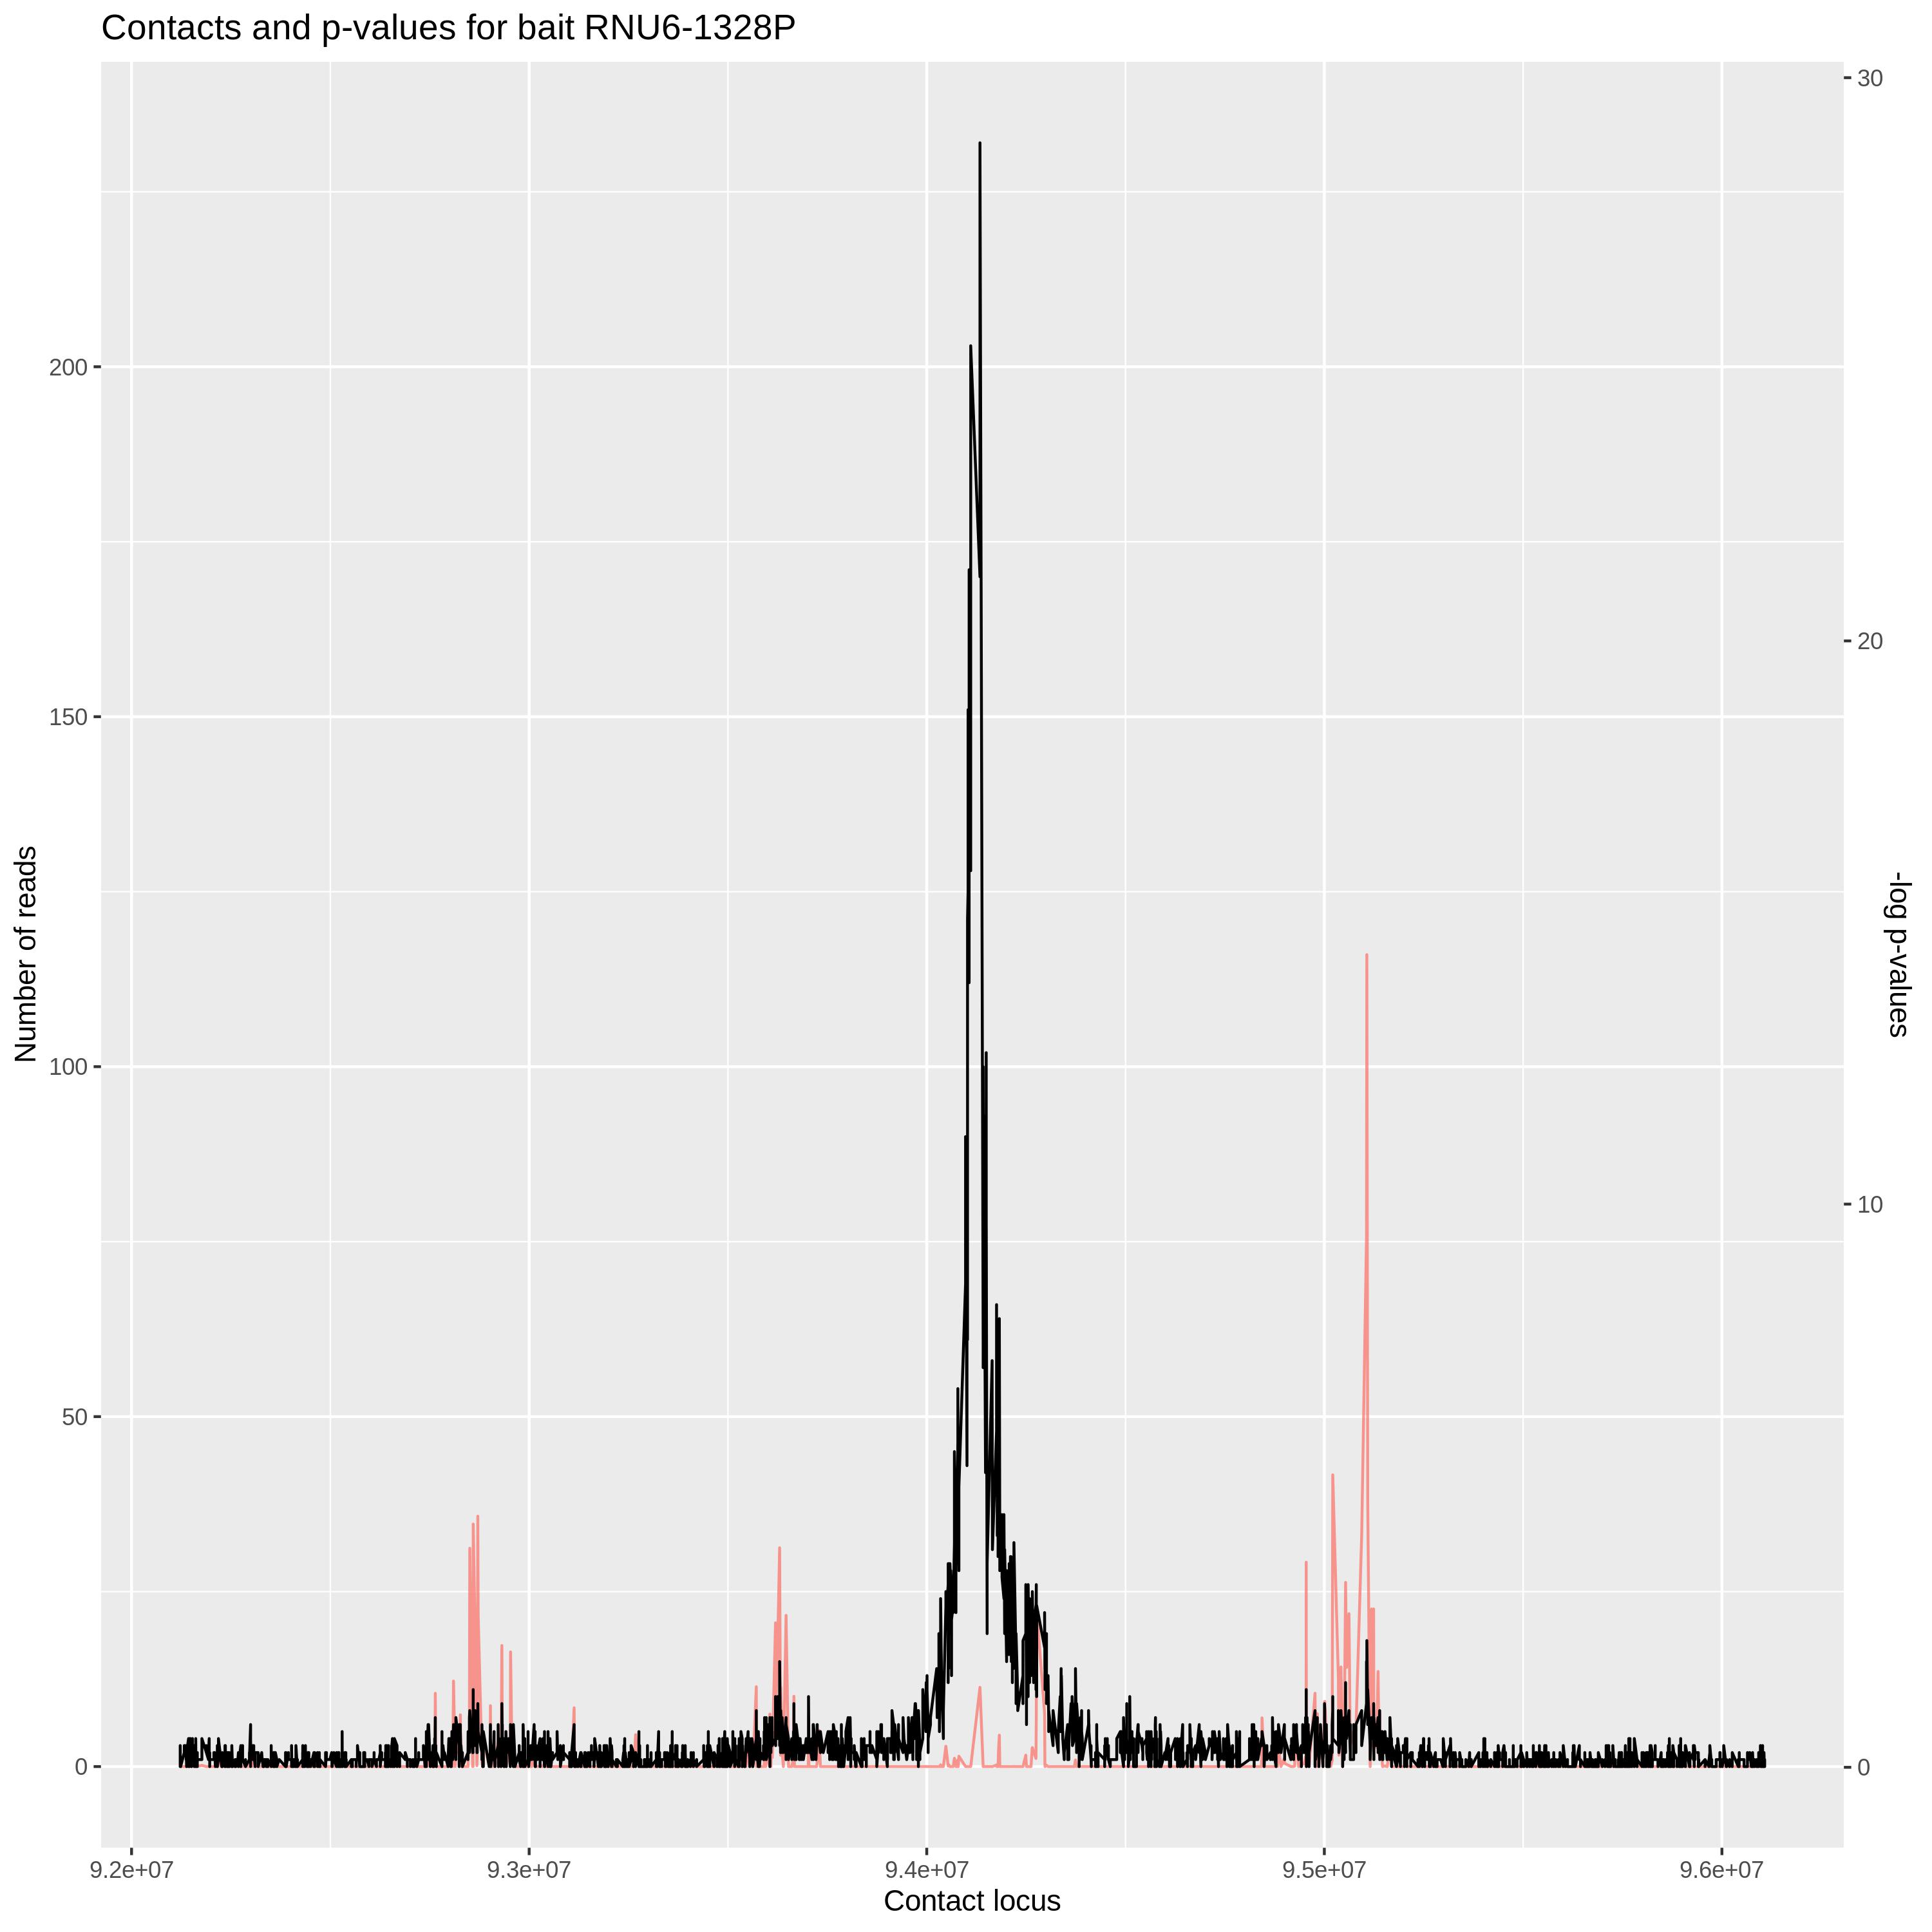 Contacts and p-values for bait RNU6-1328P
30
200
20
150
Number of reads
-log p-values
100
10
50
0
0
9.2e+07 9.3e+07 9.4e+07 9.5e+07 9.6e+07
Contact locus